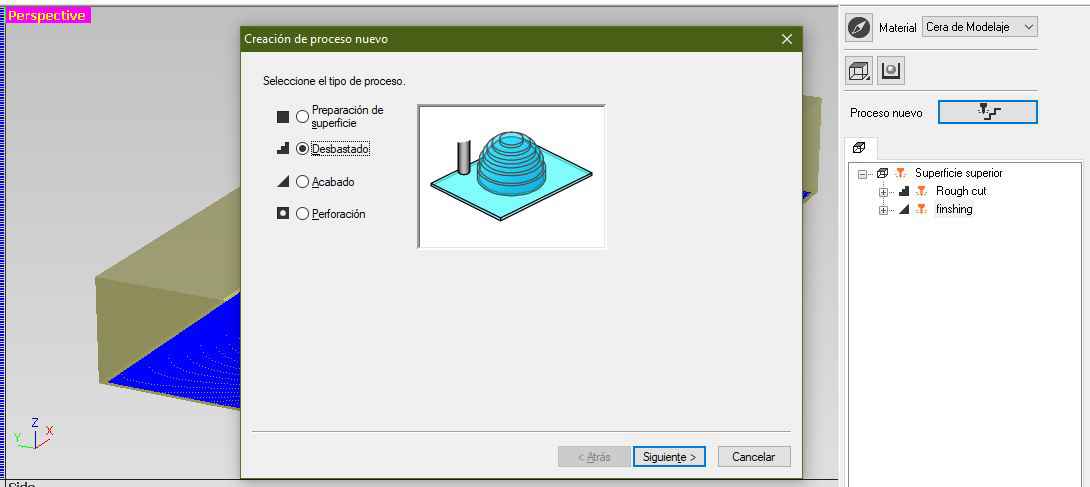 Perspective
Creación de proceso nuevo
Seleccione el tipo de proceso.
Preparación de
superficie
Desbastado
Acabado
Perforación
< Atrás
Siguiente >
Cancelar
Z
Y
X
Side
Material
Cera de Modelaje
Proceso nuevo
Superficie superior
Rough cut
finshing